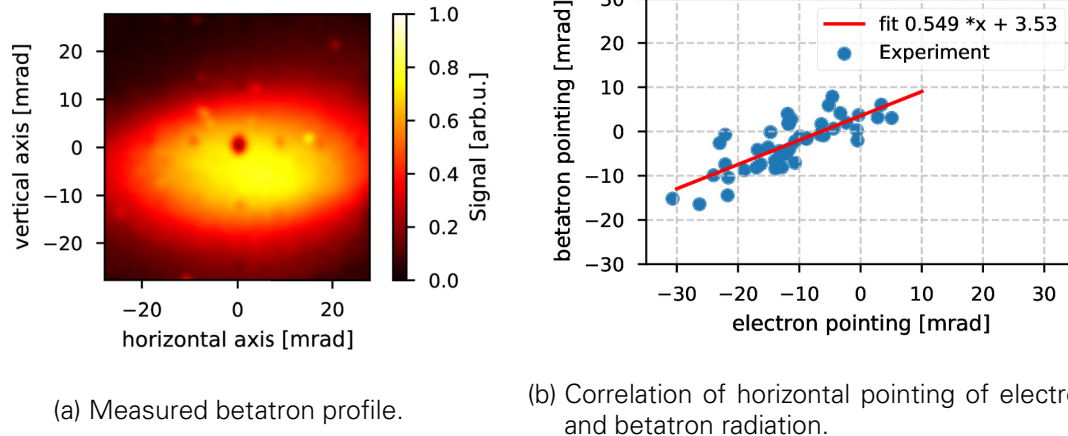 20
10
0
−10
−20
vertical axis [mrad]
−20 0 20
horizontal axis [mrad]
1.0
0.8
0.6
0.4
0.2
0.0
Signal [arb.u.]
(a) Measured betatron profile.
30
20
10
0
−10
−20
−30
betatron pointing [mrad]
fit 0.549 *x + 3.53
Experiment
−30 −20 −10 0 10 20 30
electron pointing [mrad]
(b) Correlation of horizontal pointing of electro
and betatron radiation.